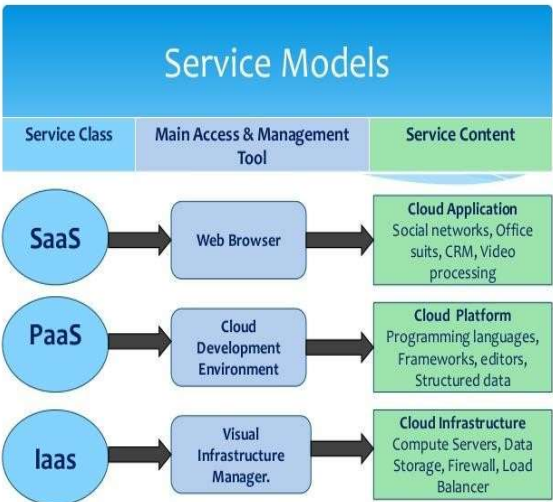 Service Models
Service Class
Main Access & Management
Tool
Service Content
SaaS
Web Browser
Cloud Application
Social networks, Office
suits, CRM, Video
processing
PaaS
Cloud
Development
Environment
Cloud Platform
Programming languages,
Frameworks, editors,
Structured data
Iaas
Visual
Infrastructure
Manager.
Cloud Infrastructure
Compute Servers, Data
Storage, Firewall, Load
Balancer